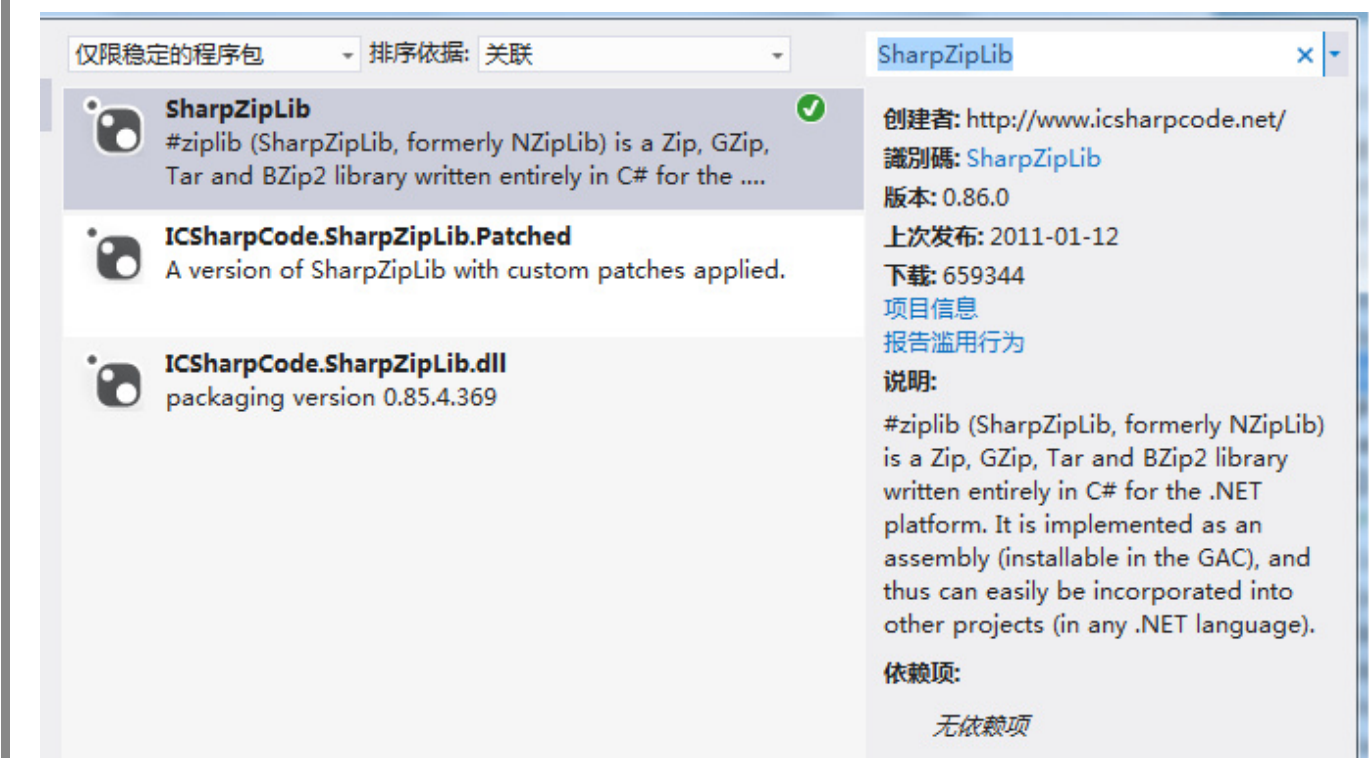 仅限稳定的程序包 排序依据: 关联 SharpZipLib
SharpZipLib
#ziplib (SharpZipLib, formerly NZipLib) is a Zip, GZip,
Tar and BZip2 library written entirely in C# for the ....
ICSharpCode.SharpZipLib.Patched
A version of SharpZipLib with custom patches applied.
ICSharpCode.SharpZipLib.dll
packaging version 0.85.4.369
创建者: http://www.icsharpcode.net/
識別碼: SharpZipLib
版本: 0.86.0
上次发布: 2011-01-12
下载: 659344
项目信息
报告滥用行为
说明:
#ziplib (SharpZipLib, formerly NZipLib)
is a Zip, GZip, Tar and BZip2 library
written entirely in C# for the .NET
platform. It is implemented as an
assembly (installable in the GAC), and
thus can easily be incorporated into
other projects (in any .NET language).
依赖项:
无依赖项